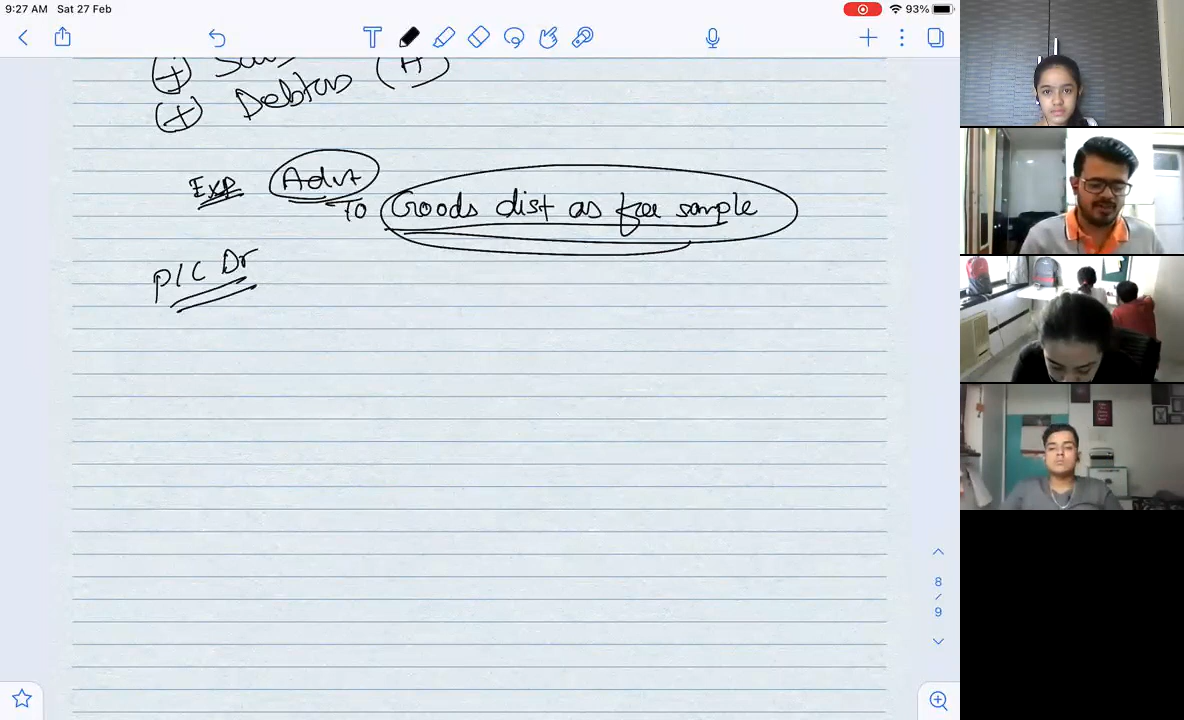 9:27 AM Sat 27 Feb
93%
Debtors (A)
Exp Advt
To Goods dist as free sample
P/C Dr
8
/
9